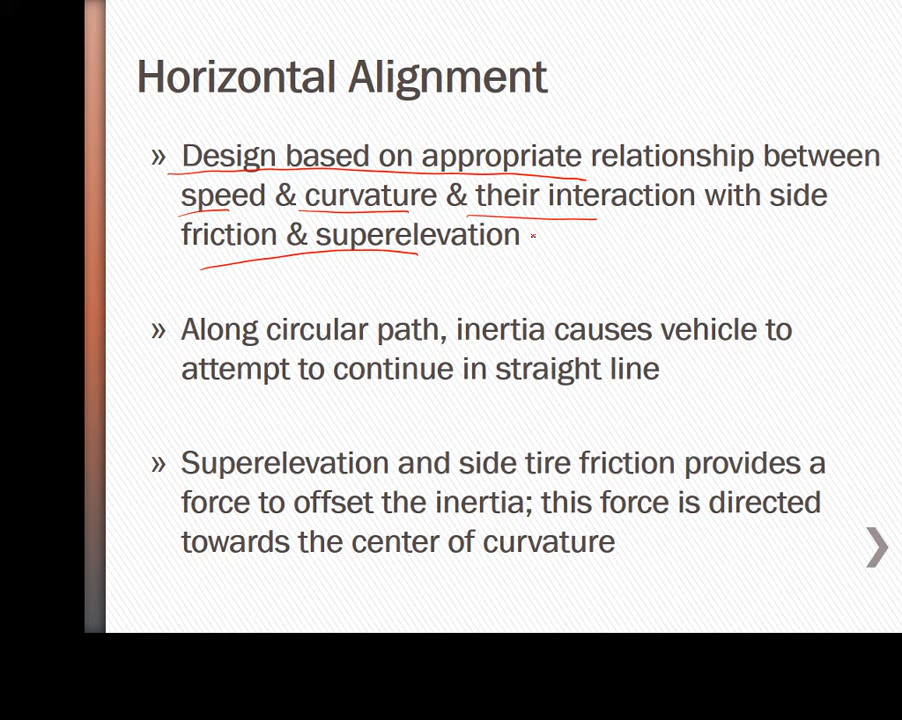 Horizontal Alignment
» Design based on appropriate relationship between
speed & curvature & their interaction with side
friction & superelevation
» Along circular path, inertia causes vehicle to
attempt to continue in straight line
» Superelevation and side tire friction provides a
force to offset the inertia; this force is directed
towards the center of curvature